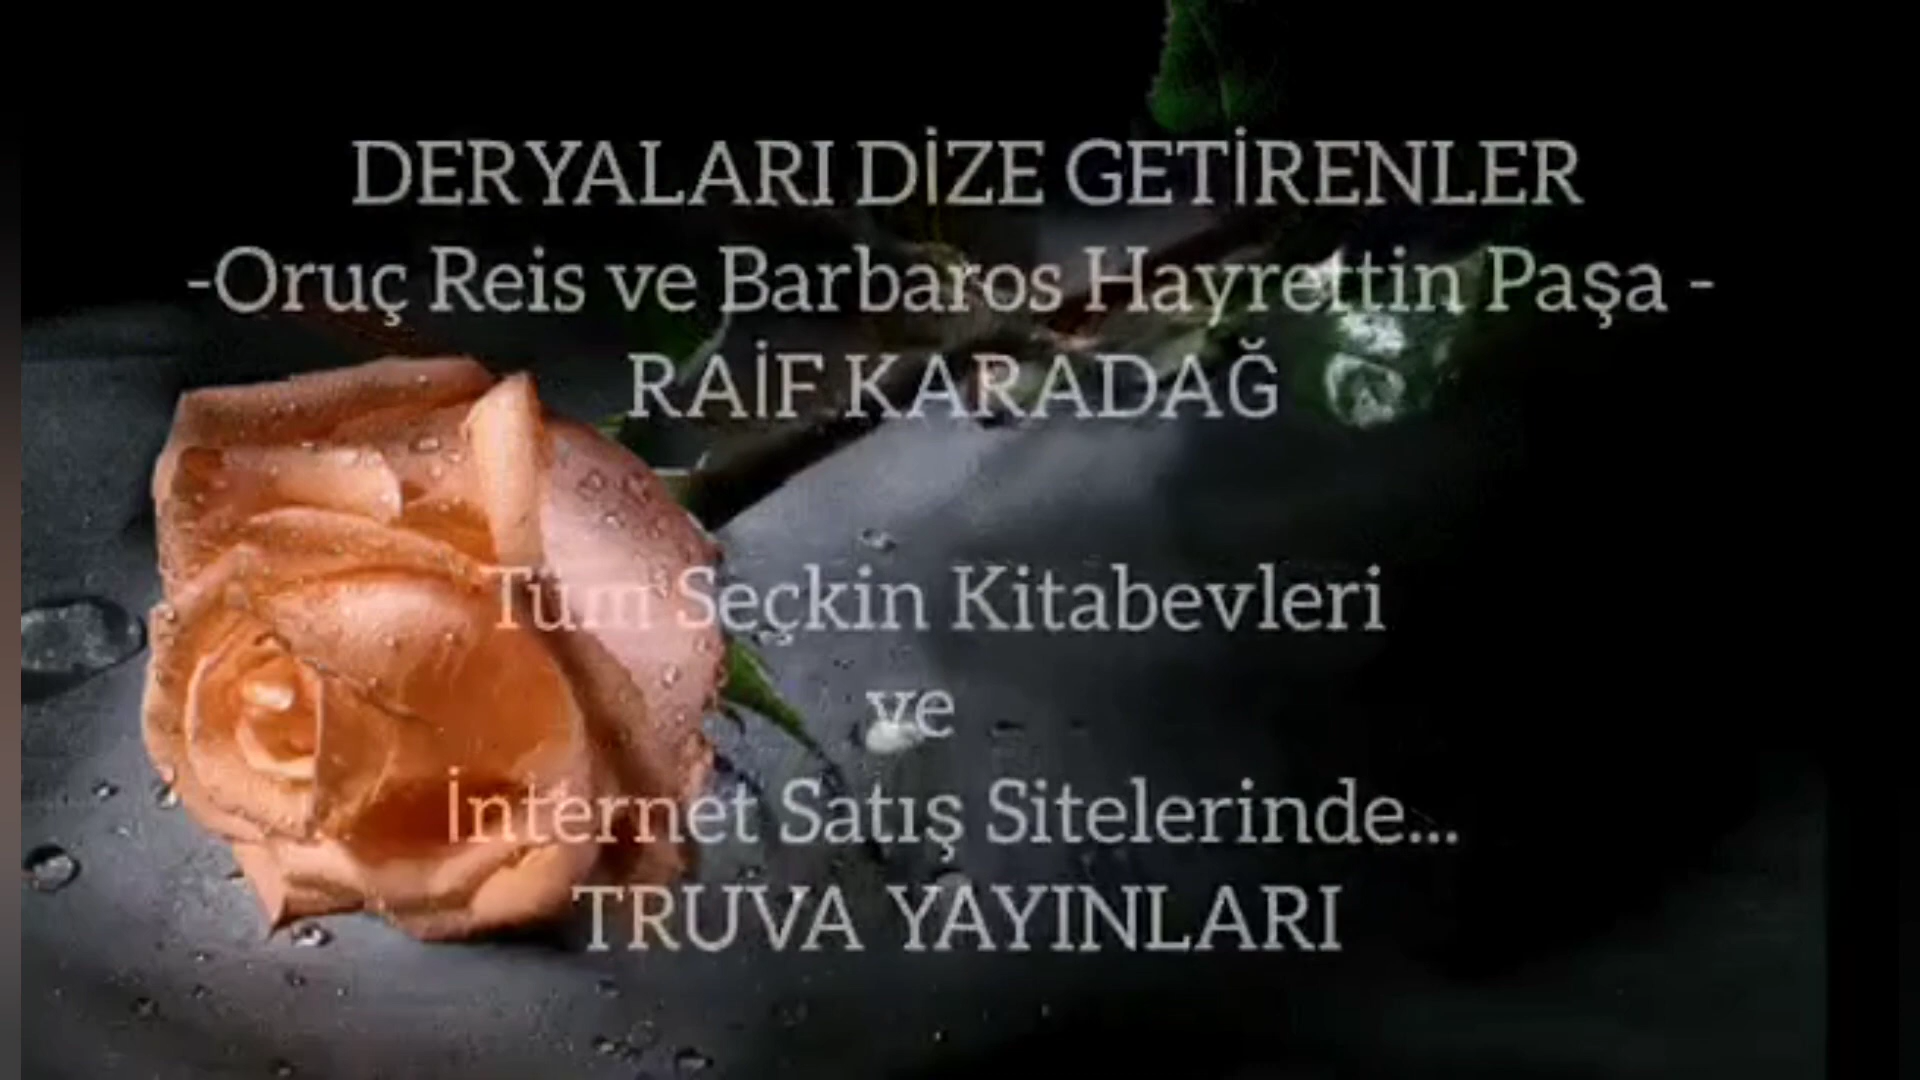 DERYALARI DİZE GETİRENLER
-Oruç Reis ve Barbaros Hayrettin Paşa -
RAİF KARADAĞ
Tüm Seçkin Kitabevleri
ve
İnternet Satış Sitelerinde...
TRUVA YAYINLARI